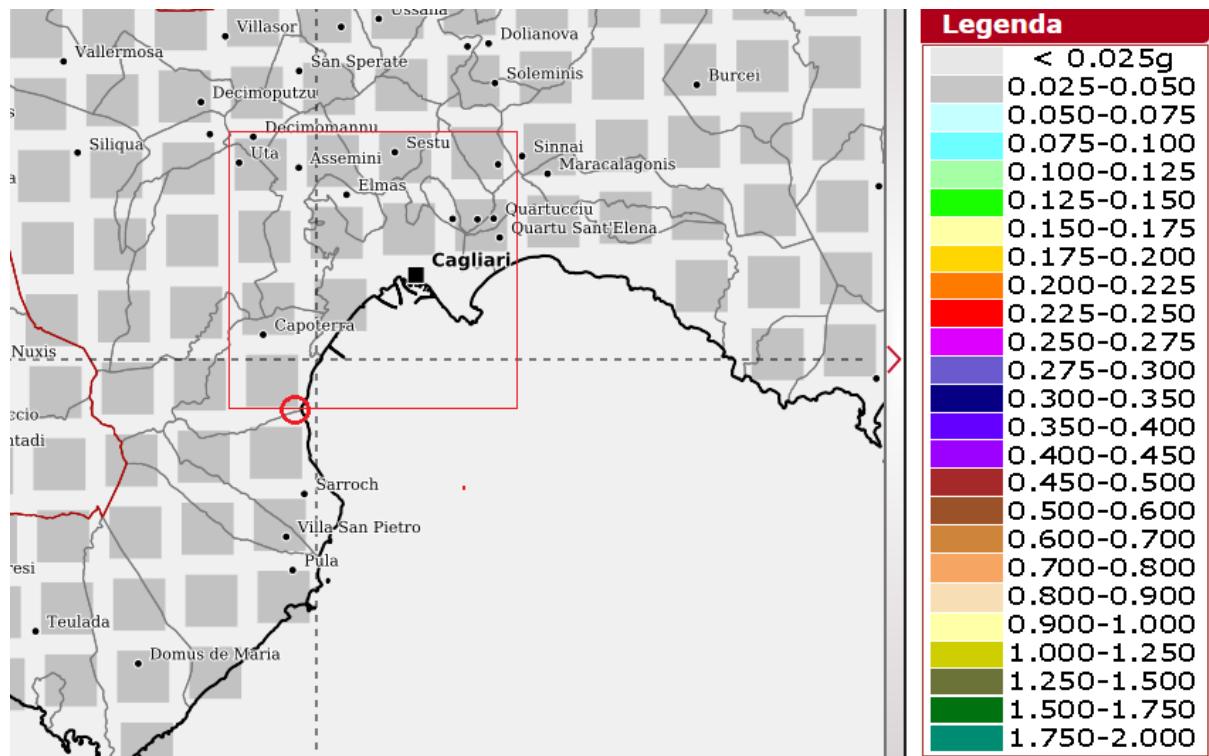 Ussana
Villasor
Dolianova
Vallermosa
San Sperate
Soleminis
Burcei
Decimoputzu
Decimomannu
Siliqua
Uta
Assemini
Sestu
Sinnai
Maracalagonis
Elmas
Quartucciu
Quartu Sant'Elena
Cagliari
Capoterra
Nuxis
ccio
ntadi
Sarroch
Villa San Pietro
Pula
resi
Teulada
Domus de Maria
Legenda
< 0.025g
0.025-0.050
0.050-0.075
0.075-0.100
0.100-0.125
0.125-0.150
0.150-0.175
0.175-0.200
0.200-0.225
0.225-0.250
0.250-0.275
0.275-0.300
0.300-0.350
0.350-0.400
0.400-0.450
0.450-0.500
0.500-0.600
0.600-0.700
0.700-0.800
0.800-0.900
0.900-1.000
1.000-1.250
1.250-1.500
1.500-1.750
1.750-2.000